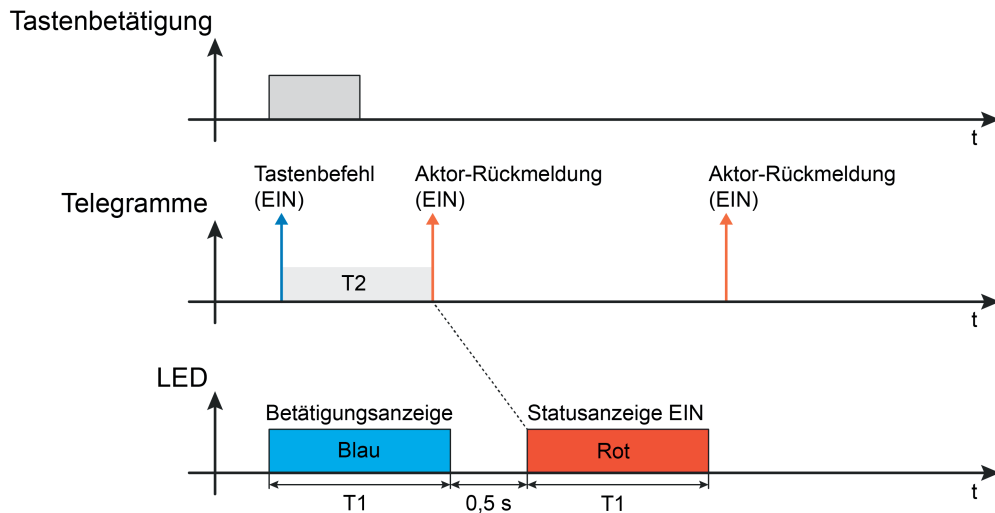 Tastenbetätigung
t
Tastenbefehl
(EIN)
Aktor-Rückmeldung
(EIN)
Aktor-Rückmeldung
(EIN)
Telegramme
T2
t
LED
Betätigungsanzeige
Statusanzeige EIN
Blau
Rot
t
T1
0,5 s
T1